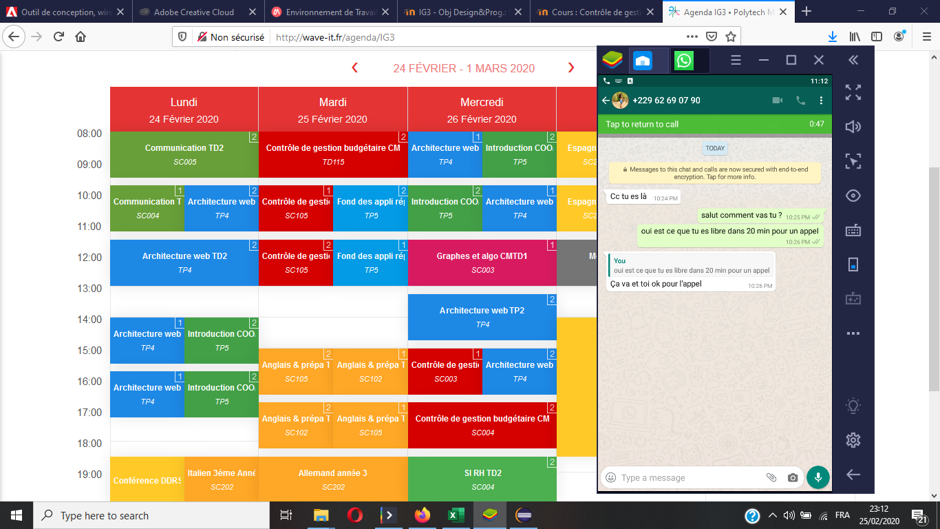 Outil de conception, wire
Adobe Creative Cloud
Environnement de Travail
IG3 - Obj Design&Prog.
Cours : Contrôle de gesti
Agenda IG3 • Polytech M
Non sécurisé
http://wave-it.fr/agenda/IG3
24 FÉVRIER - 1 MARS 2020
Lundi
24 Février 2020
Mardi
25 Février 2020
Mercredi
26 Février 2020
08:00
09:00
10:00
11:00
12:00
13:00
14:00
15:00
16:00
17:00
18:00
19:00
2
Communication TD2
SC005
1
Communication T
SC004
2
Architecture web
TP4
2
Architecture web TD2
TP4
1
Architecture web
TP4
2
Introduction COO
TP5
1
Architecture web
TP4
2
Introduction COO
TP5
Conférence DDRS
Italien 3ème Anné
SC202
2
Contrôle de gestion budgétaire CM
TD115
1
Contrôle de gesti
SC105
2
Fond des appli ré
TP5
2
Contrôle de gesti
SC105
1
Fond des appli ré
TP5
2
Anglais & prépa T
SC105
1
Anglais & prépa T
SC102
2
Anglais & prépa T
SC102
1
Anglais & prépa T
SC105
Allemand année 3
SC202
1
Architecture web
TP4
2
Introduction COO
TP5
2
Introduction COO
TP5
1
Architecture web
TP4
1
Graphes et algo CMTD1
SC003
2
Architecture web TP2
TP4
1
Contrôle de gesti
SC003
2
Architecture web
TP4
2
Contrôle de gestion budgétaire CM
SC004
2
SI RH TD2
SC004
Espag
SC2
Espag
SC2
11:12
+229 62 69 07 90
Tap to return to call
0:47
TODAY
Messages to this chat and calls are now secured with end-to-end
encryption. Tap for more info.
Cc tu es là
10:24 PM
salut comment vas tu ?
10:25 PM
oui est ce que tu es libre dans 20 min pour un appel
10:26 PM
You
oui est ce que tu es libre dans 20 min pour un appel
Ça va et toi ok pour l'appel
10:26 PM
Type a message
Type here to search
FRA
23:12
25/02/2020
21